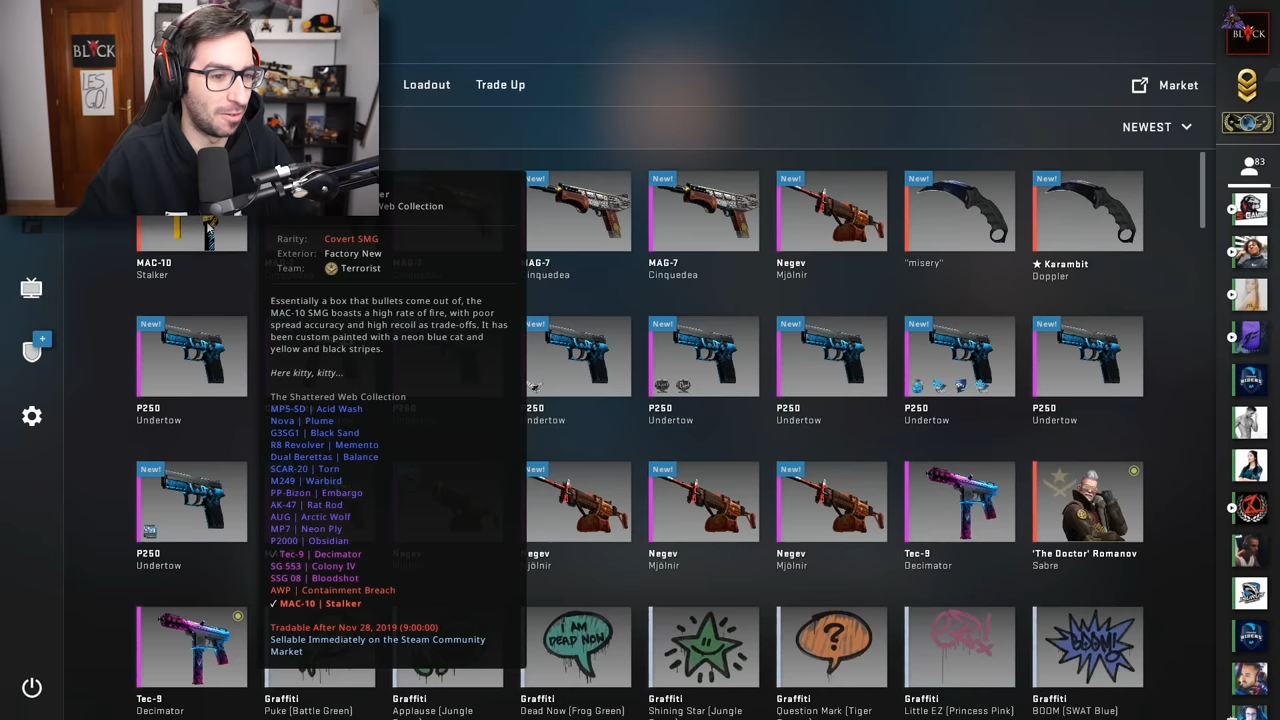 BL CK
LES
GO!
Loadout
Trade Up
Market
BL CK
NEWEST
83
Web Collection
Rarity: Covert SMG
Exterior: Factory New
Team: Terrorist
Essentially a box that bullets come out of, the
MAC-10 SMG boasts a high rate of fire, with poor
spread accuracy and high recoil as trade-offs. It has
been custom painted with a neon blue cat and
yellow and black stripes.
Here kitty, kitty...
The Shattered Web Collection
MP5-SD | Acid Wash
Nova | Plume
G3SG1 | Black Sand
R8 Revolver | Memento
Dual Berettas | Balance
SCAR-20 | Torn
M249 | Warbird
PP-Bizon | Embargo
AK-47 | Rat Rod
AUG | Arctic Wolf
MP7 | Neon Ply
P2000 | Obsidian
✓ Tec-9 | Decimator
SG 553 | Colony IV
SSG 08 | Bloodshot
AWP | Containment Breach
✓ MAC-10 | Stalker
Tradable After Nov 28, 2019 (9:00:00)
Sellable Immediately on the Steam Community
Market
MAC-10
Stalker
New!
MAG-7
Cinquedea
New!
MAG-7
Cinquedea
New!
Negev
Mjölnir
New!
"misery"
New!
★ Karambit
Doppler
New!
P250
Undertow
New!
P250
Undertow
New!
P250
Undertow
New!
P250
Undertow
New!
P250
Undertow
New!
P250
Undertow
New!
P250
Undertow
New!
Negev
Mjölnir
New!
Negev
Mjölnir
New!
Negev
Mjölnir
Tec-9
Decimator
'The Doctor' Romanov
Sabre
Tec-9
Decimator
Graffiti
Puke (Battle Green)
Graffiti
Applause (Jungle
I AM
DEAD NOW
Graffiti
Dead Now (Frog Green)
Graffiti
Shining Star (Jungle
?
Graffiti
Question Mark (Tiger
Graffiti
Little EZ (Princess Pink)
BOOM!
Graffiti
BOOM (SWAT Blue)